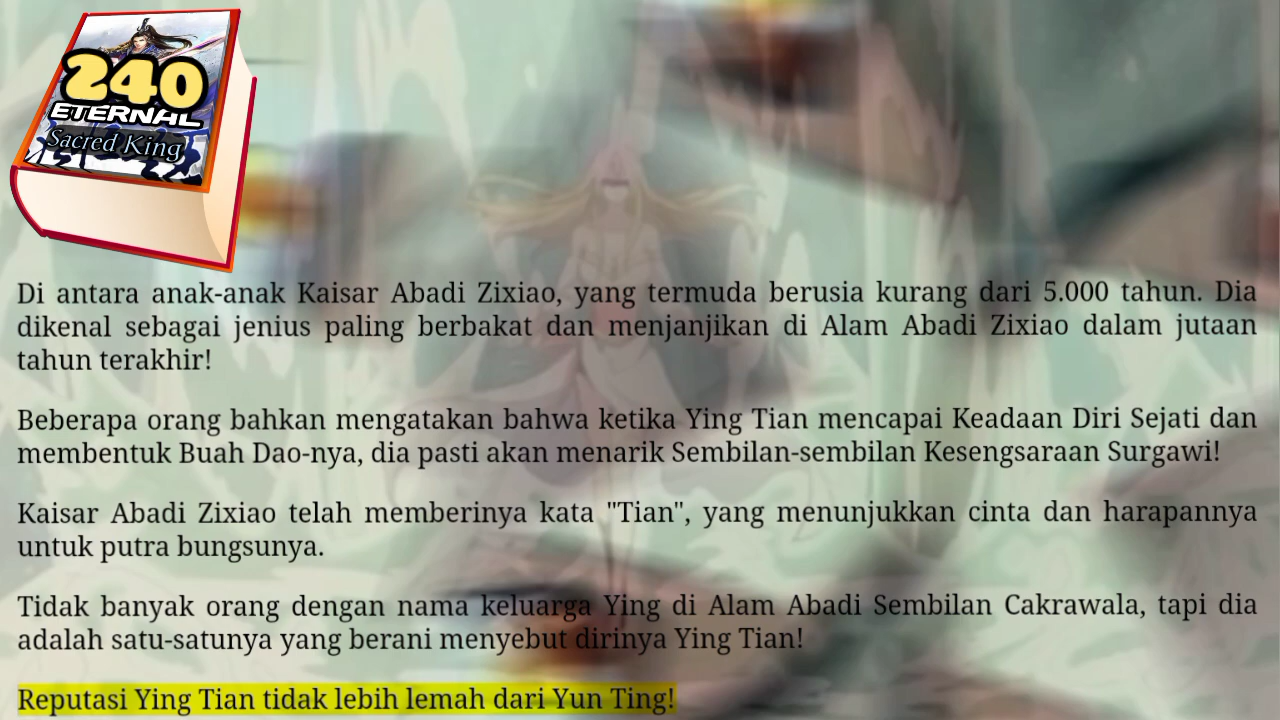 240
ETERNAL
Sacred King
Di antara anak-anak Kaisar Abadi Zixiao, yang termuda berusia kurang dari 5.000 tahun. Dia
dikenal sebagai jenius paling berbakat dan menjanjikan di Alam Abadi Zixiao dalam jutaan
tahun terakhir!
Beberapa orang bahkan mengatakan bahwa ketika Ying Tian mencapai Keadaan Diri Sejati dan
membentuk Buah Dao-nya, dia pasti akan menarik Sembilan-sembilan Kesengsaraan Surgawi!
Kaisar Abadi Zixiao telah memberinya kata "Tian", yang menunjukkan cinta dan harapannya
untuk putra bungsunya.
Tidak banyak orang dengan nama keluarga Ying di Alam Abadi Sembilan Cakrawala, tapi dia
adalah satu-satunya yang berani menyebut dirinya Ying Tian!
Reputasi Ying Tian tidak lebih lemah dari Yun Ting!